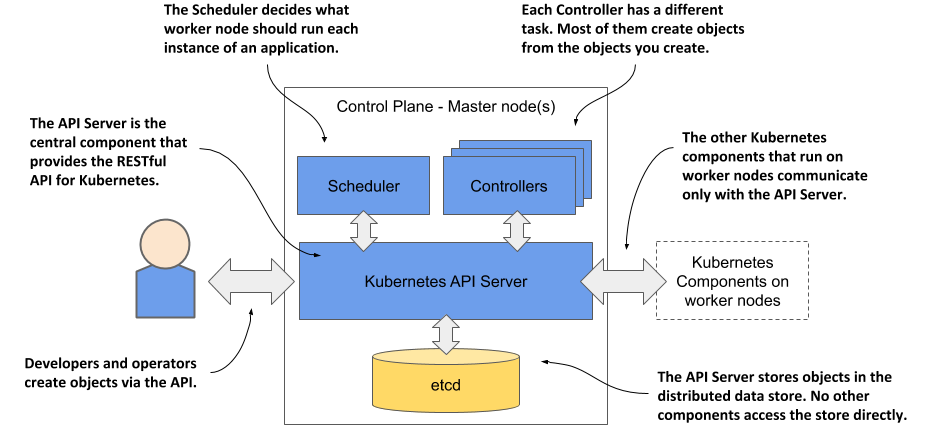 The Scheduler decides what
worker node should run each
instance of an application.
Each Controller has a different
task. Most of them create objects
from the objects you create.
Control Plane - Master node(s)
The API Server is the
central component that
provides the RESTful
API for Kubernetes.
The other Kubernetes
components that run on
worker nodes communicate
only with the API Server.
Scheduler
Controllers
Kubernetes API Server
Kubernetes
Components on
worker nodes
Developers and operators
create objects via the API.
etcd
The API Server stores objects in the
distributed data store. No other
components access the store directly.